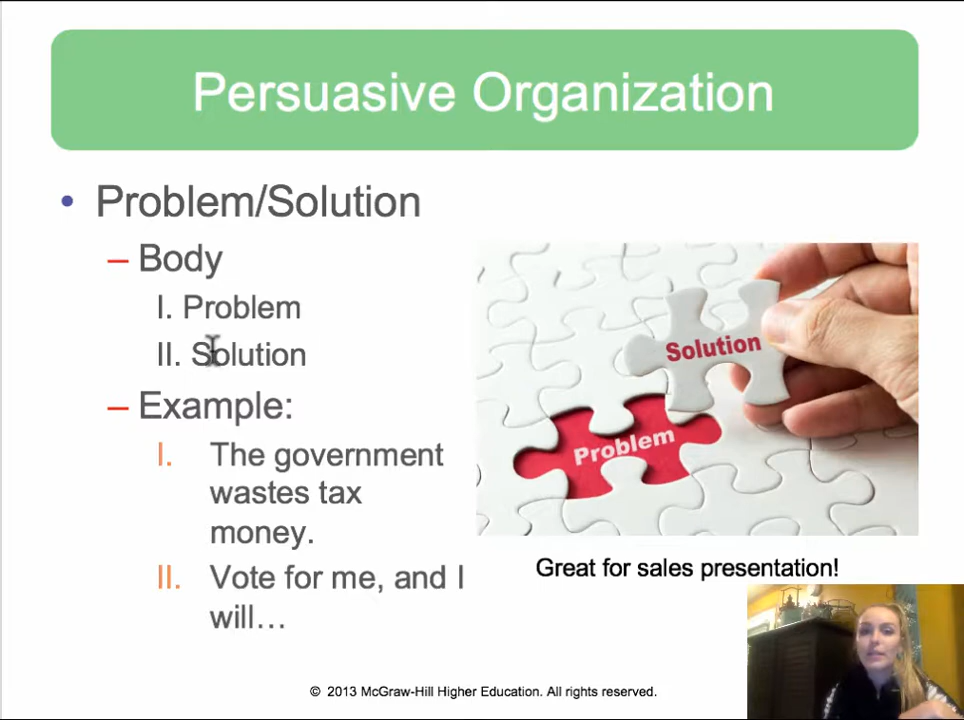 Persuasive Organization
• Problem/Solution
– Body
I. Problem
II. Solution
– Example:
I. The government
wastes tax
money.
II. Vote for me, and I
will…
Solution
Problem
Great for sales presentation!
© 2013 McGraw-Hill Higher Education. All rights reserved.